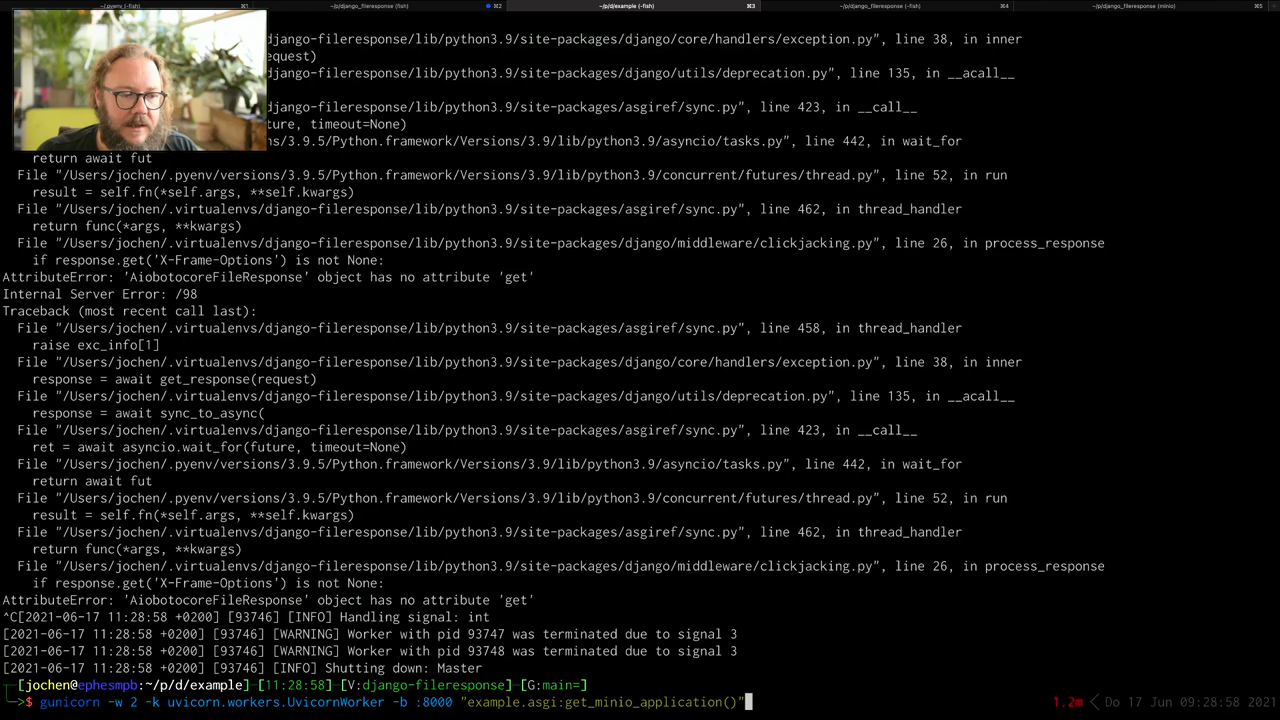 ~/.pyenv (-fish) ⌘1 ~/p/django_fileresponse (fish) ⌘2 ~/p/d/example (-fish) ⌘3 ~/p/django_fileresponse (-fish) ⌘4 ~/p/django_fileresponse (minio) ⌘5
django-fileresponse/lib/python3.9/site-packages/django/core/handlers/exception.py", line 38, in inner
equest)
django-fileresponse/lib/python3.9/site-packages/django/utils/deprecation.py", line 135, in __acall__
django-fileresponse/lib/python3.9/site-packages/asgiref/sync.py", line 423, in __call__
ture, timeout=None)
ns/3.9.5/Python.framework/Versions/3.9/lib/python3.9/asyncio/tasks.py", line 442, in wait_for
return await fut
File "/Users/jochen/.pyenv/versions/3.9.5/Python.framework/Versions/3.9/lib/python3.9/concurrent/futures/thread.py", line 52, in run
result = self.fn(*self.args, **self.kwargs)
File "/Users/jochen/.virtualenvs/django-fileresponse/lib/python3.9/site-packages/asgiref/sync.py", line 462, in thread_handler
return func(*args, **kwargs)
File "/Users/jochen/.virtualenvs/django-fileresponse/lib/python3.9/site-packages/django/middleware/clickjacking.py", line 26, in process_response
if response.get('X-Frame-Options') is not None:
AttributeError: 'AiobotocoreFileResponse' object has no attribute 'get'
Internal Server Error: /98
Traceback (most recent call last):
File "/Users/jochen/.virtualenvs/django-fileresponse/lib/python3.9/site-packages/asgiref/sync.py", line 458, in thread_handler
raise exc_info[1]
File "/Users/jochen/.virtualenvs/django-fileresponse/lib/python3.9/site-packages/django/core/handlers/exception.py", line 38, in inner
response = await get_response(request)
File "/Users/jochen/.virtualenvs/django-fileresponse/lib/python3.9/site-packages/django/utils/deprecation.py", line 135, in __acall__
response = await sync_to_async(
File "/Users/jochen/.virtualenvs/django-fileresponse/lib/python3.9/site-packages/asgiref/sync.py", line 423, in __call__
ret = await asyncio.wait_for(future, timeout=None)
File "/Users/jochen/.pyenv/versions/3.9.5/Python.framework/Versions/3.9/lib/python3.9/asyncio/tasks.py", line 442, in wait_for
return await fut
File "/Users/jochen/.pyenv/versions/3.9.5/Python.framework/Versions/3.9/lib/python3.9/concurrent/futures/thread.py", line 52, in run
result = self.fn(*self.args, **self.kwargs)
File "/Users/jochen/.virtualenvs/django-fileresponse/lib/python3.9/site-packages/asgiref/sync.py", line 462, in thread_handler
return func(*args, **kwargs)
File "/Users/jochen/.virtualenvs/django-fileresponse/lib/python3.9/site-packages/django/middleware/clickjacking.py", line 26, in process_response
if response.get('X-Frame-Options') is not None:
AttributeError: 'AiobotocoreFileResponse' object has no attribute 'get'
^C[2021-06-17 11:28:58 +0200] [93746] [INFO] Handling signal: int
[2021-06-17 11:28:58 +0200] [93746] [WARNING] Worker with pid 93747 was terminated due to signal 3
[2021-06-17 11:28:58 +0200] [93746] [WARNING] Worker with pid 93748 was terminated due to signal 3
[2021-06-17 11:28:58 +0200] [93746] [INFO] Shutting down: Master
[jochen@ephesmpb:~/p/d/example] [11:28:58] [V:django-fileresponse] [G:main=]
>$ gunicorn -w 2 -k uvicorn.workers.UvicornWorker -b :8000 "example.asgi:get_minio_application()" 1.2m < Do 17 Jun 09:28:58 2021